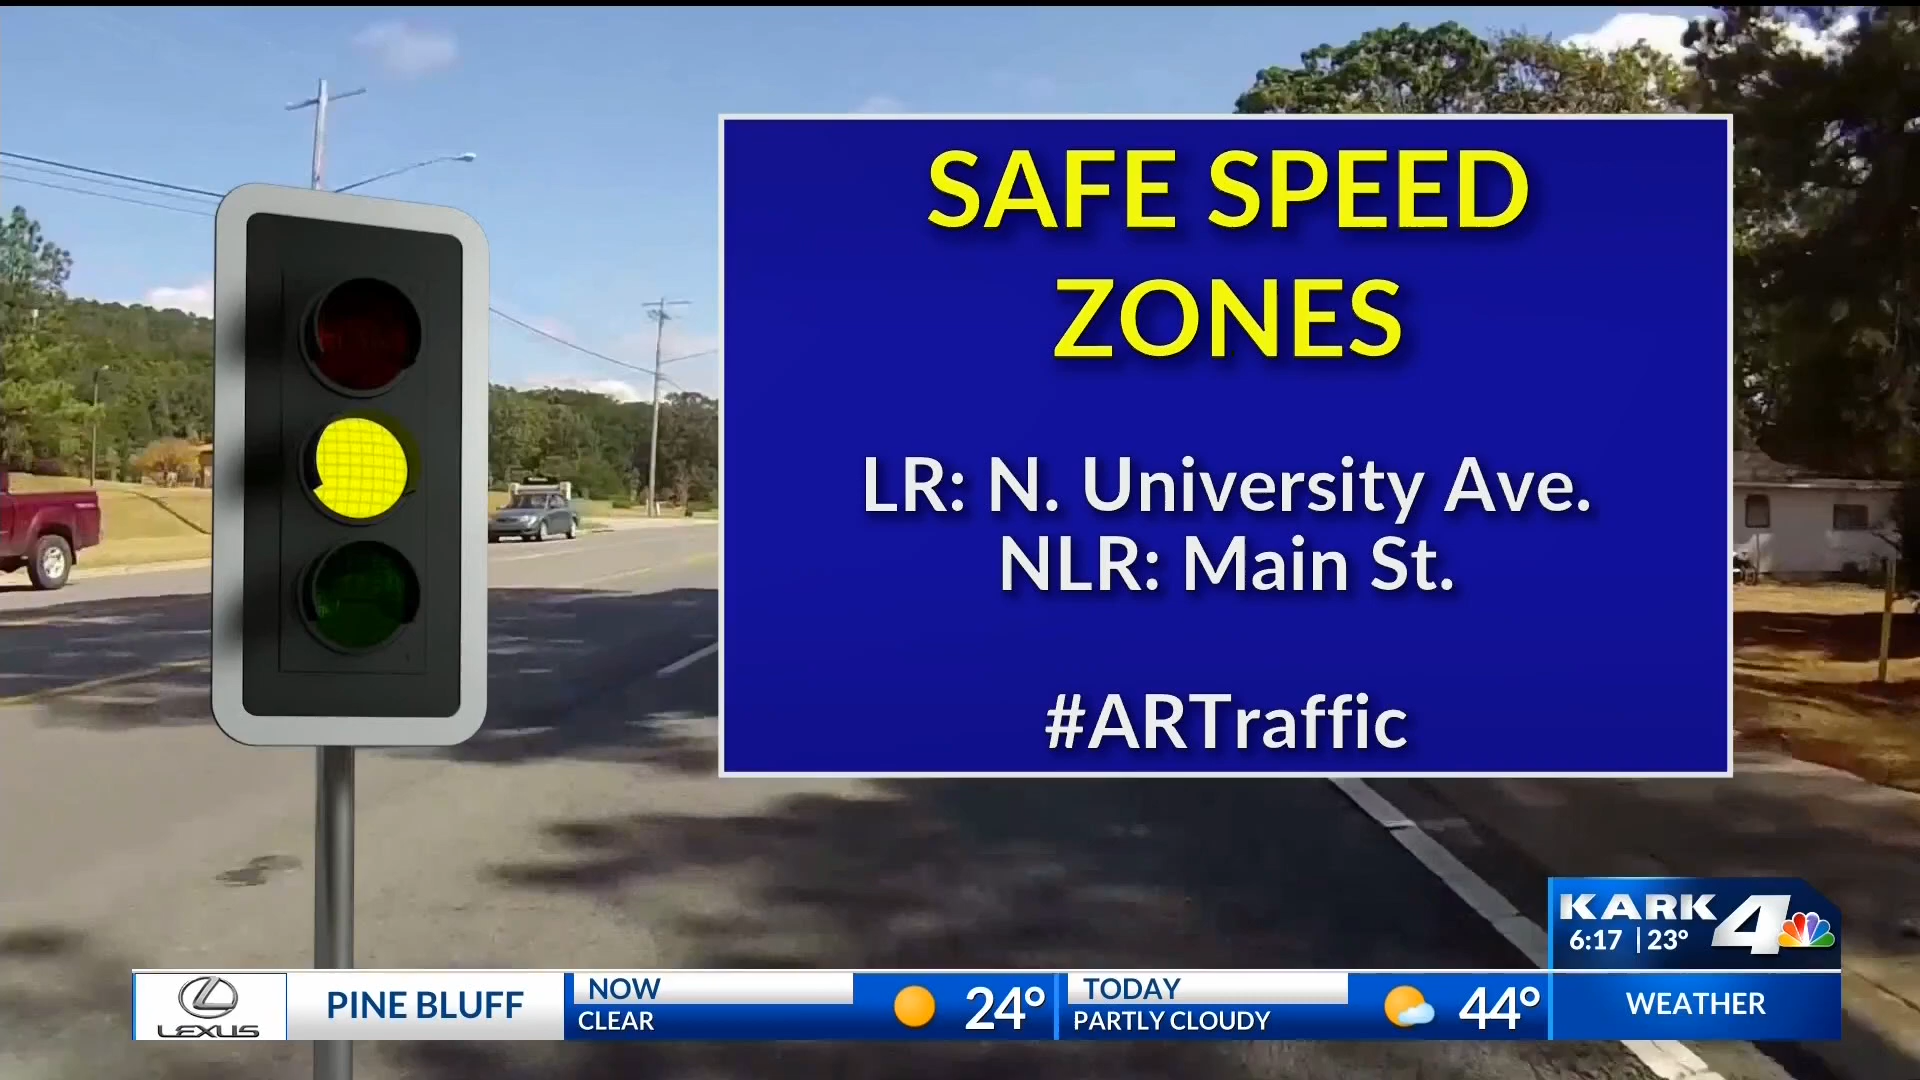 SAFE SPEED
ZONES
LR: N. University Ave.
NLR: Main St.
#ARTraffic
KARK 4
6:17 | 23°
LEXUS
PINE BLUFF
NOW
CLEAR
24°
TODAY
PARTLY CLOUDY
44°
WEATHER